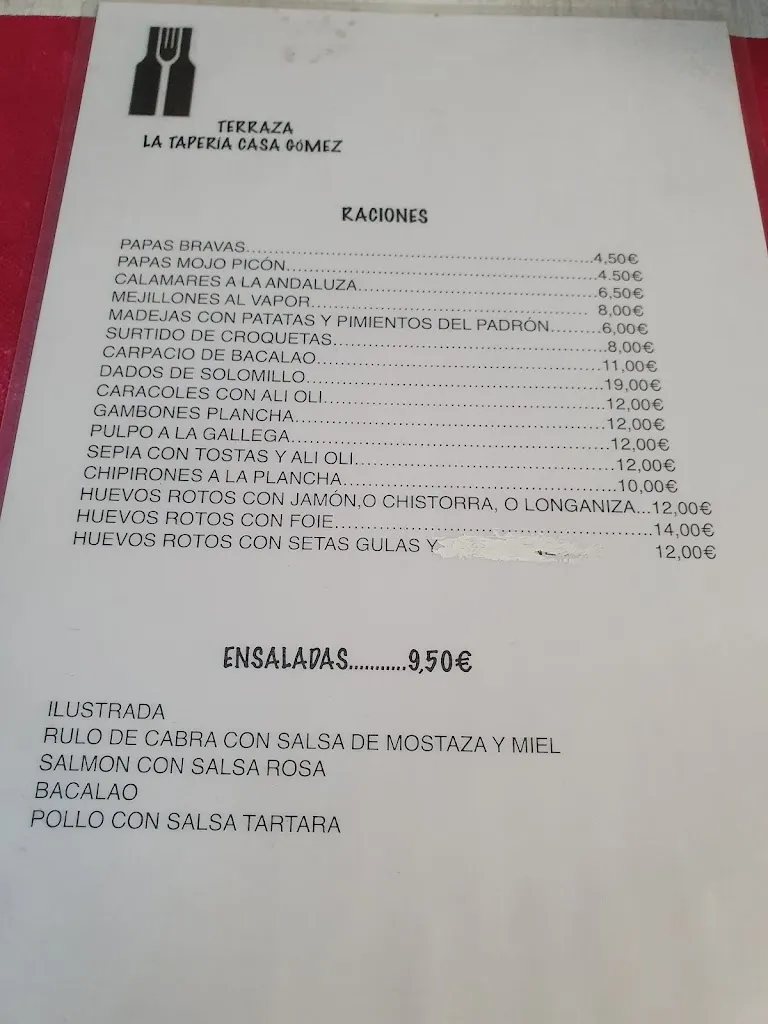 TERRAZA
LA TAPERIA CASA GóMEZ
RACIONES
PAPAS BRAVAS......................................................4,50€
PAPAS MOJO PICÓN................................................4.50€
CALAMARES A LA ANDALUZA.....................................6,50€
MEJILLONES AL VAPOR............................................ 8,00€
MADEJAS CON PATATAS Y PIMIENTOS DEL PADRÓN.........6,00€
SURTIDO DE CROQUETAS.........................................8,00€
CARPACIO DE BACALAO...........................................11,00€
DADOS DE SOLOMILLO............................................19,00€
CARACOLES CON ALI OLI..........................................12,00€
GAMBONES PLANCHA..............................................12,00€
PULPO A LA GALLEGA..............................................12,00€
SEPIA CON TOSTAS Y ALI OLI......................................12,00€
CHIPIRONES A LA PLANCHA........................................10,00€
HUEVOS ROTOS CON JAMÓN,O CHISTORRA, O LONGANIZA...12,00€
HUEVOS ROTOS CON FOIE..........................................14,00€
HUEVOS ROTOS CON SETAS GULAS Y 12,00€
ENSALADAS..........9,50€
ILUSTRADA
RULO DE CABRA CON SALSA DE MOSTAZA Y MIEL
SALMON CON SALSA ROSA
BACALAO
POLLO CON SALSA TARTARA